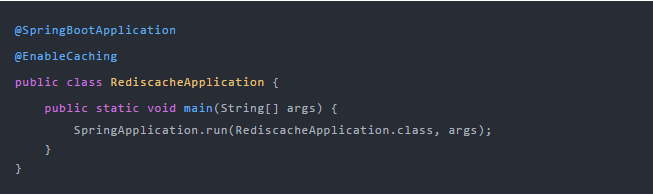 @SpringBootApplication
@EnableCaching
public class RediscacheApplication {
    public static void main(String[] args) {
        SpringApplication.run(RediscacheApplication.class, args);
    }
}